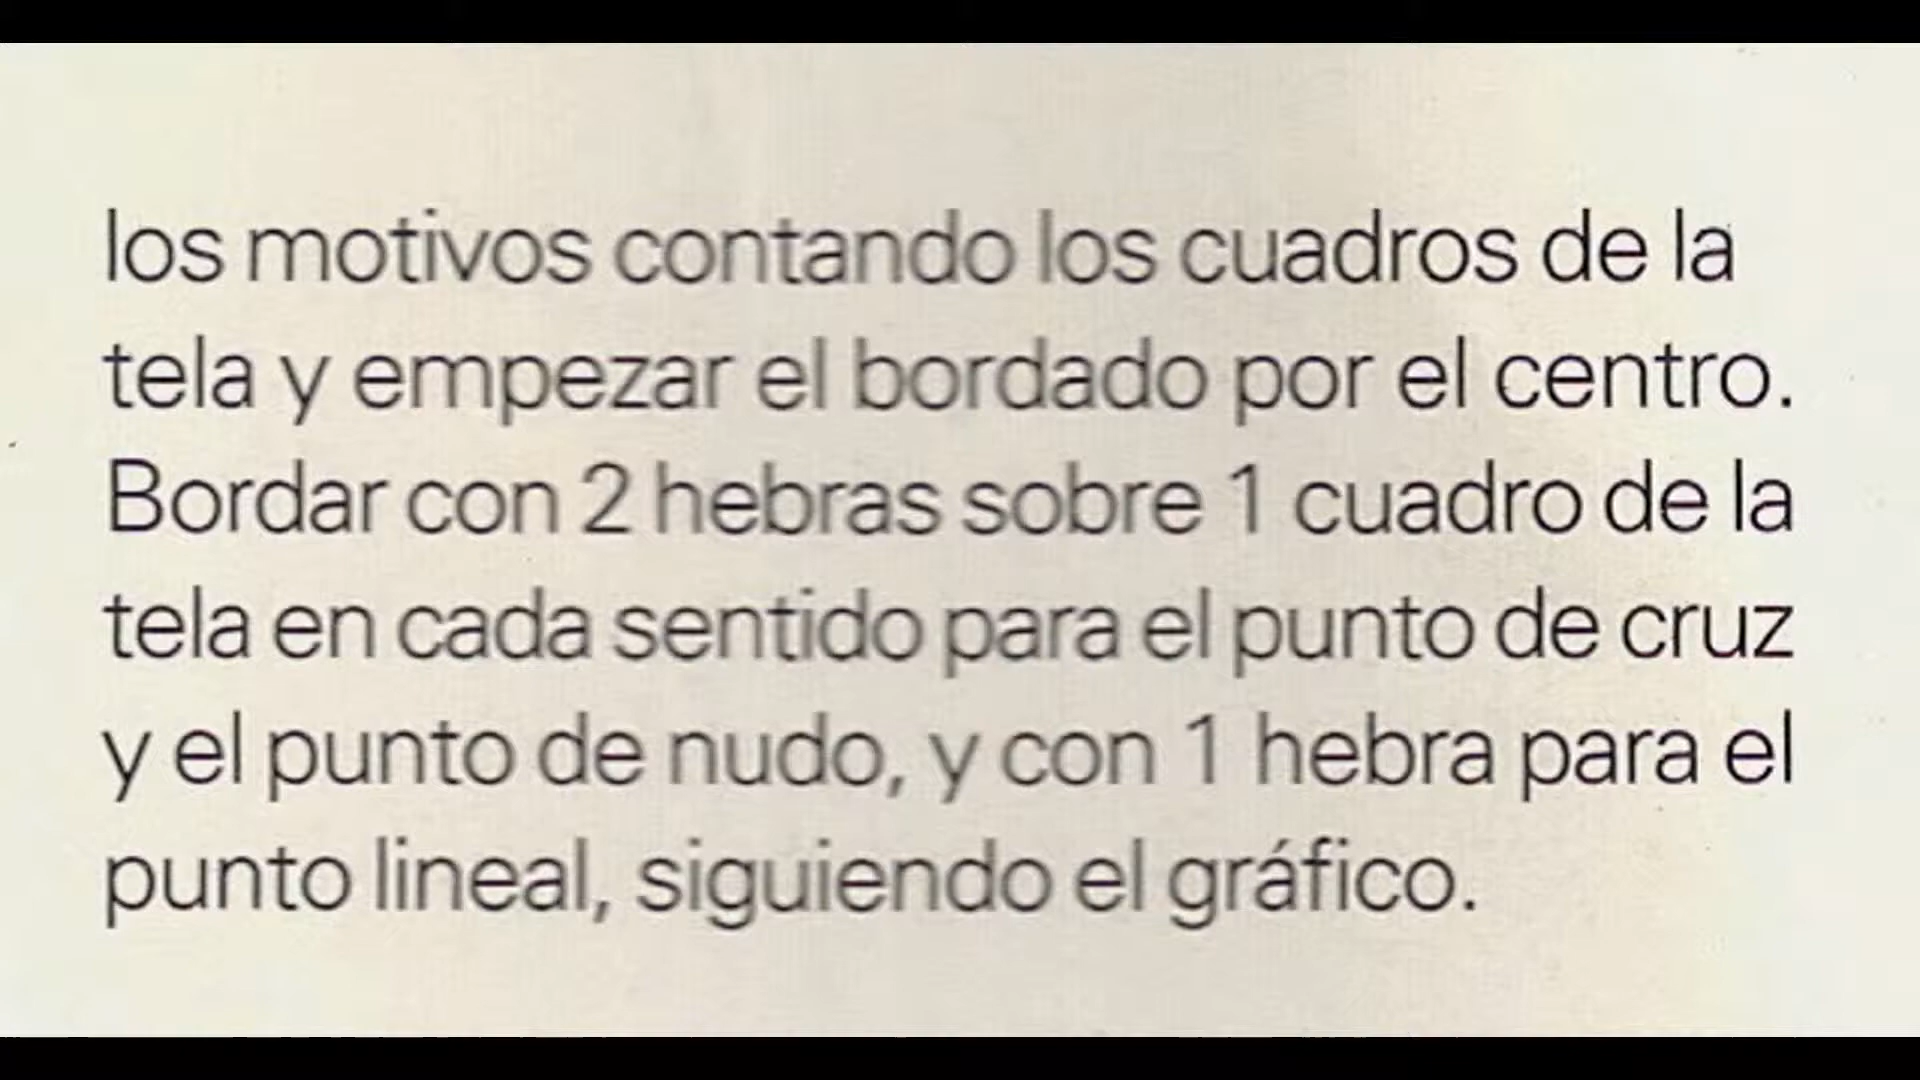 los motivos contando los cuadros de la
tela y empezar el bordado por el centro.
Bordar con 2 hebras sobre 1 cuadro de la
tela en cada sentido para el punto de cruz
y el punto de nudo, y con 1 hebra para el
punto lineal, siguiendo el gráfico.